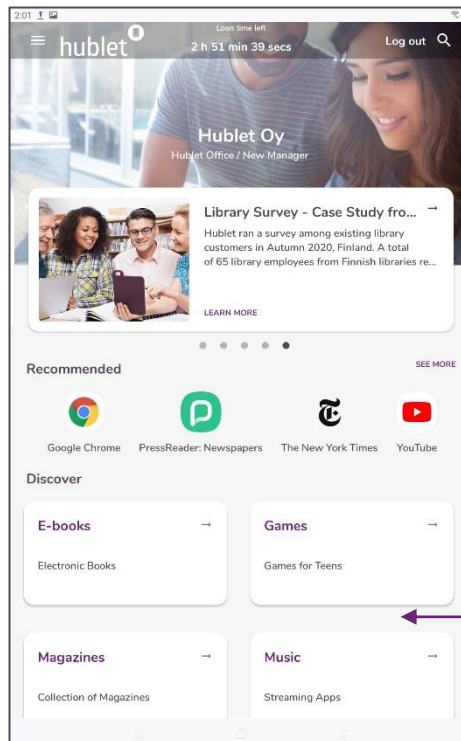 2:01
Loan time left
hublet
2 h 51 min 39 secs
Log out
Hublet Oy
Hublet Office / New Manager
Library Survey - Case Study fro...
Hublet ran a survey among existing library
customers in Autumn 2020, Finland. A total
of 65 library employees from Finnish libraries re...
LEARN MORE
Recommended
SEE MORE
Google Chrome
PressReader: Newspapers
The New York Times
YouTube
Discover
E-books
Games
Electronic Books
Games for Teens
Magazines
Music
Collection of Magazines
Streaming Apps